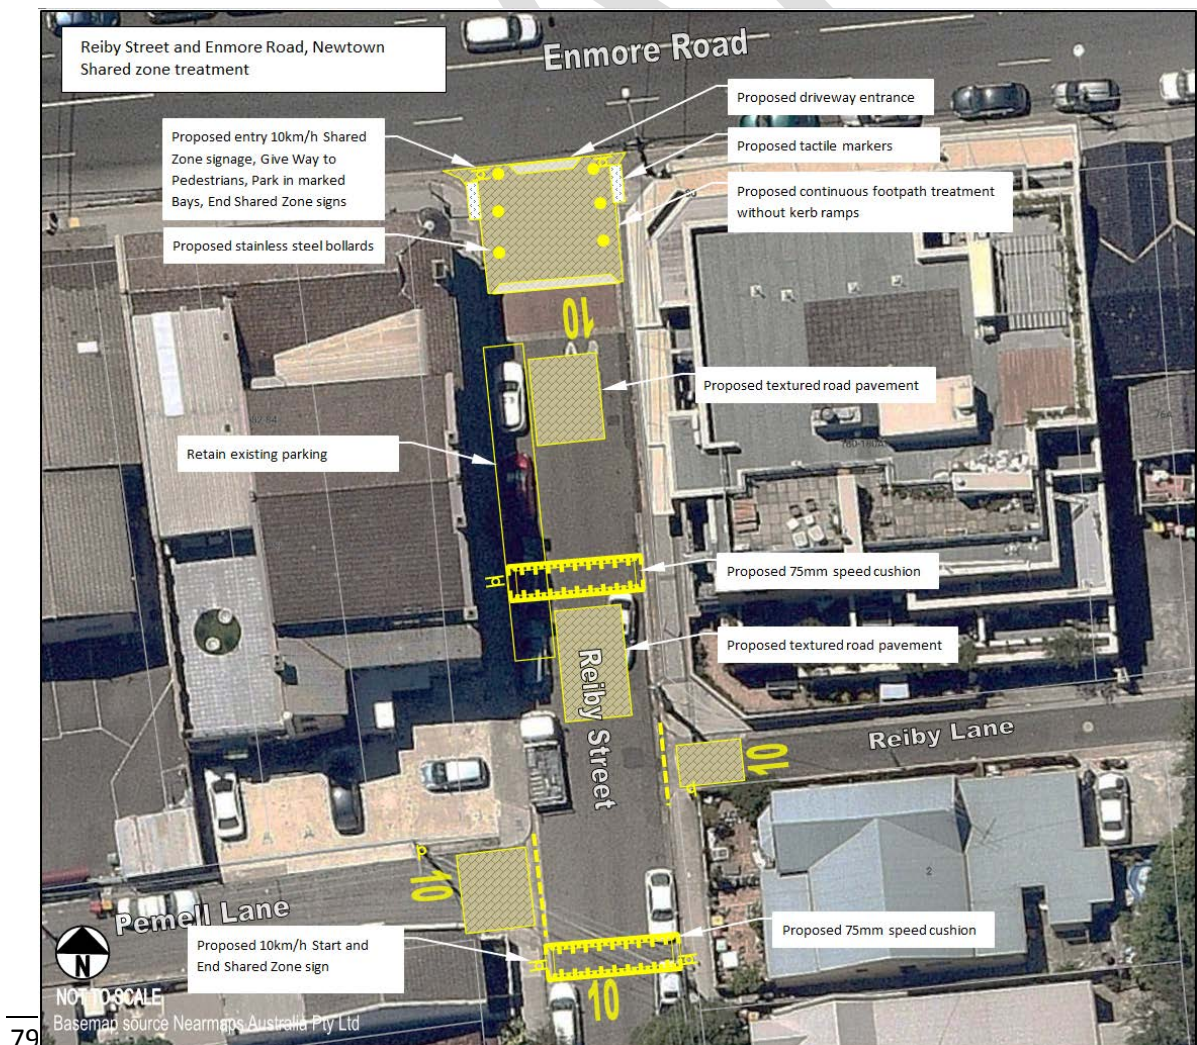 Reiby Street and Enmore Road, Newtown
Shared zone treatment
Enmore Road
Proposed driveway entrance
Proposed entry 10km/h Shared
Zone signage, Give Way to
Pedestrians, Park in marked
Bays, End Shared Zone signs
Proposed tactile markers
Proposed continuous footpath treatment
without kerb ramps
Proposed stainless steel bollards
10
Proposed textured road pavement
Retain existing parking
Proposed 75mm speed cushion
Proposed textured road pavement
Reiby Street
Reiby Lane
10
10
Pemell Lane
Proposed 10km/h Start and
End Shared Zone sign
Proposed 75mm speed cushion
2
10
N
NOT TO SCALE
Basemap source Nearmaps Australia Pty Ltd
79